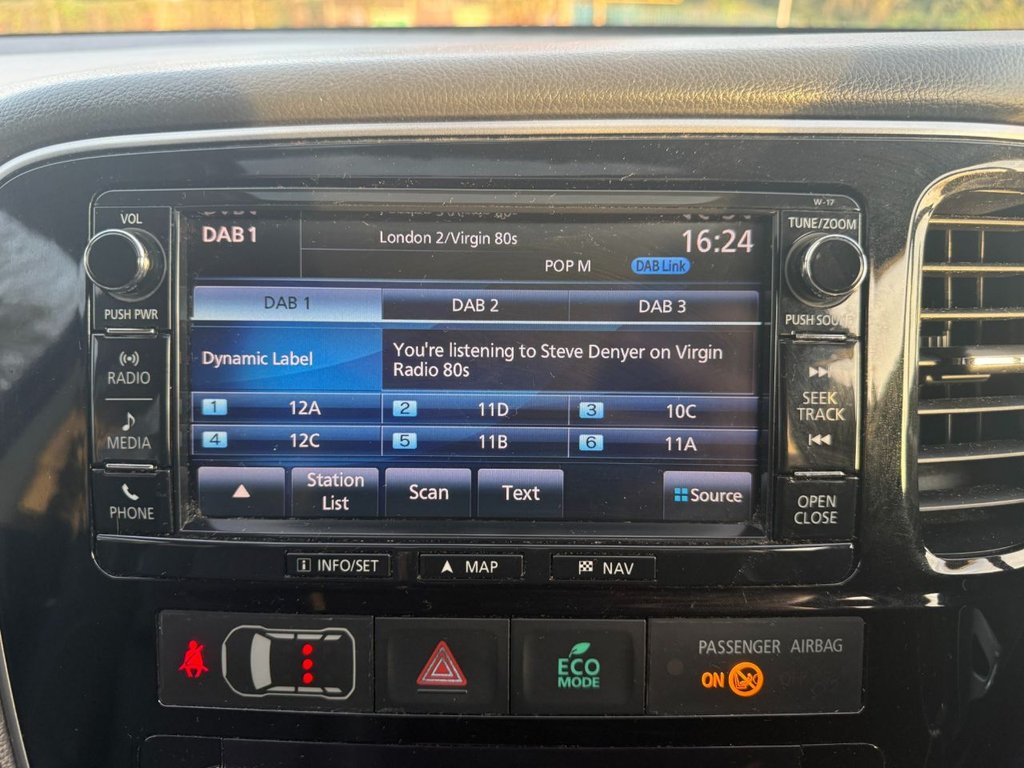 W-17
VOL
PUSH PWR
RADIO
MEDIA
PHONE
DAB 1
London 2/Virgin 80s
16:24
POP M
DAB Link
DAB 1 DAB 2 DAB 3
Dynamic Label
You're listening to Steve Denyer on Virgin
Radio 80s
1 12A 2 11D 3 10C
4 12C 5 11B 6 11A
Station
List
Scan
Text
Source
TUNE/ZOOM
PUSH SOUND
SEEK
TRACK
OPEN
CLOSE
INFO/SET
MAP
NAV
ECO
MODE
PASSENGER AIRBAG
ON